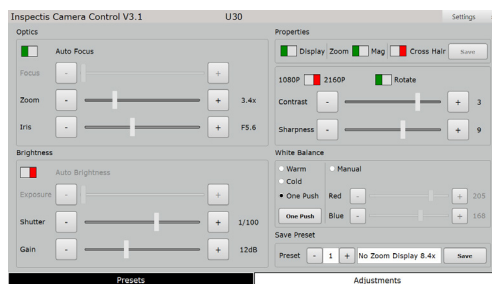 Inspectis Camera Control V3.1 U30 Settings
Optics
Auto Focus
Focus - +
Zoom - + 3.4x
Iris - + F5.6
Brightness
Auto Brightness
Exposure - +
Shutter - + 1/100
Gain - + 12dB
Properties
Display Zoom Mag Cross Hair Save
1080P 2160P Rotate
Contrast - + 3
Sharpness - + 9
White Balance
Warm Manual
Cold
One Push Red - + 205
One Push Blue - + 168
Save Preset
Preset - 1 + No Zoom Display 8.4x Save
Presets Adjustments